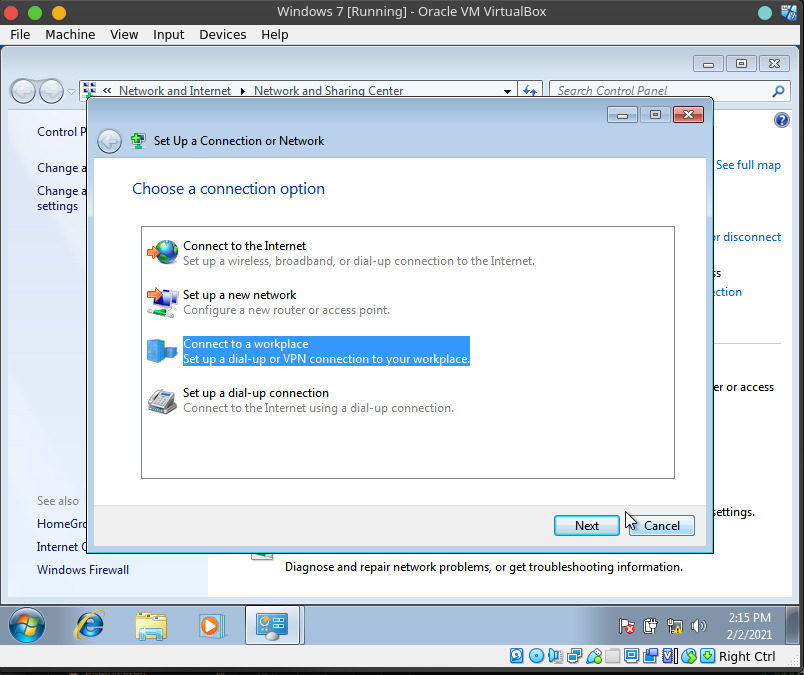 Windows 7 [Running] - Oracle VM VirtualBox
File Machine View Input Devices Help
« Network and Internet Network and Sharing Center Search Control Panel
Set Up a Connection or Network
Control P
Change a
Change a
settings
See full map
r disconnect
ss
ction
er or access
settings.
Choose a connection option
Connect to the Internet
Set up a wireless, broadband, or dial-up connection to the Internet.
Set up a new network
Configure a new router or access point.
Connect to a workplace
Set up a dial-up or VPN connection to your workplace.
Set up a dial-up connection
Connect to the Internet using a dial-up connection.
Next Cancel
See also
HomeGro
Internet
Windows Firewall
Diagnose and repair network problems, or get troubleshooting information.
2:15 PM
2/2/2021
Right Ctrl